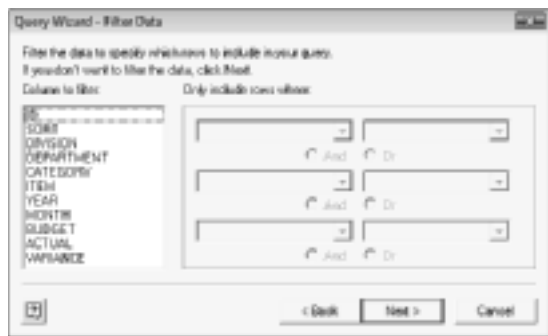 Query Wizard - Filter Data
Filter the data to specify which rows to include in your query.
If you don't want to filter the data, click Next.
Column to filter:
Only include rows where:
ID
SORT
DIVISION
DEPARTMENT
CATEGORY
ITEM
YEAR
MONTH
BUDGET
ACTUAL
VARIANCE
And Or
And Or
And Or
?
< Back Next > Cancel